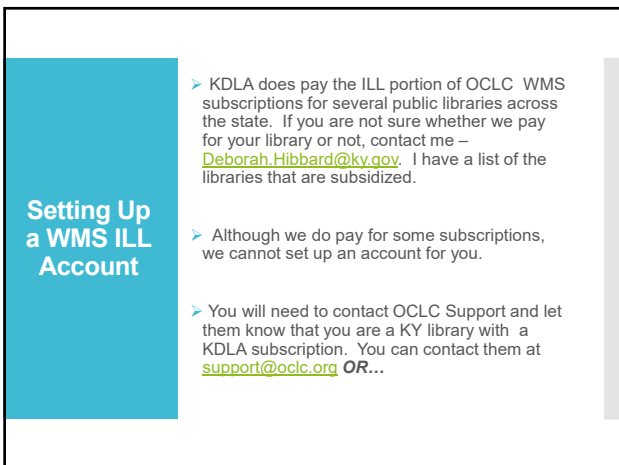 Setting Up
a WMS ILL
Account
➢ KDLA does pay the ILL portion of OCLC WMS
subscriptions for several public libraries across
the state. If you are not sure whether we pay
for your library or not, contact me –
Deborah.Hibbard@ky.gov. I have a list of the
libraries that are subsidized.
➢ Although we do pay for some subscriptions,
we cannot set up an account for you.
➢ You will need to contact OCLC Support and let
them know that you are a KY library with a
KDLA subscription. You can contact them at
support@oclc.org OR…